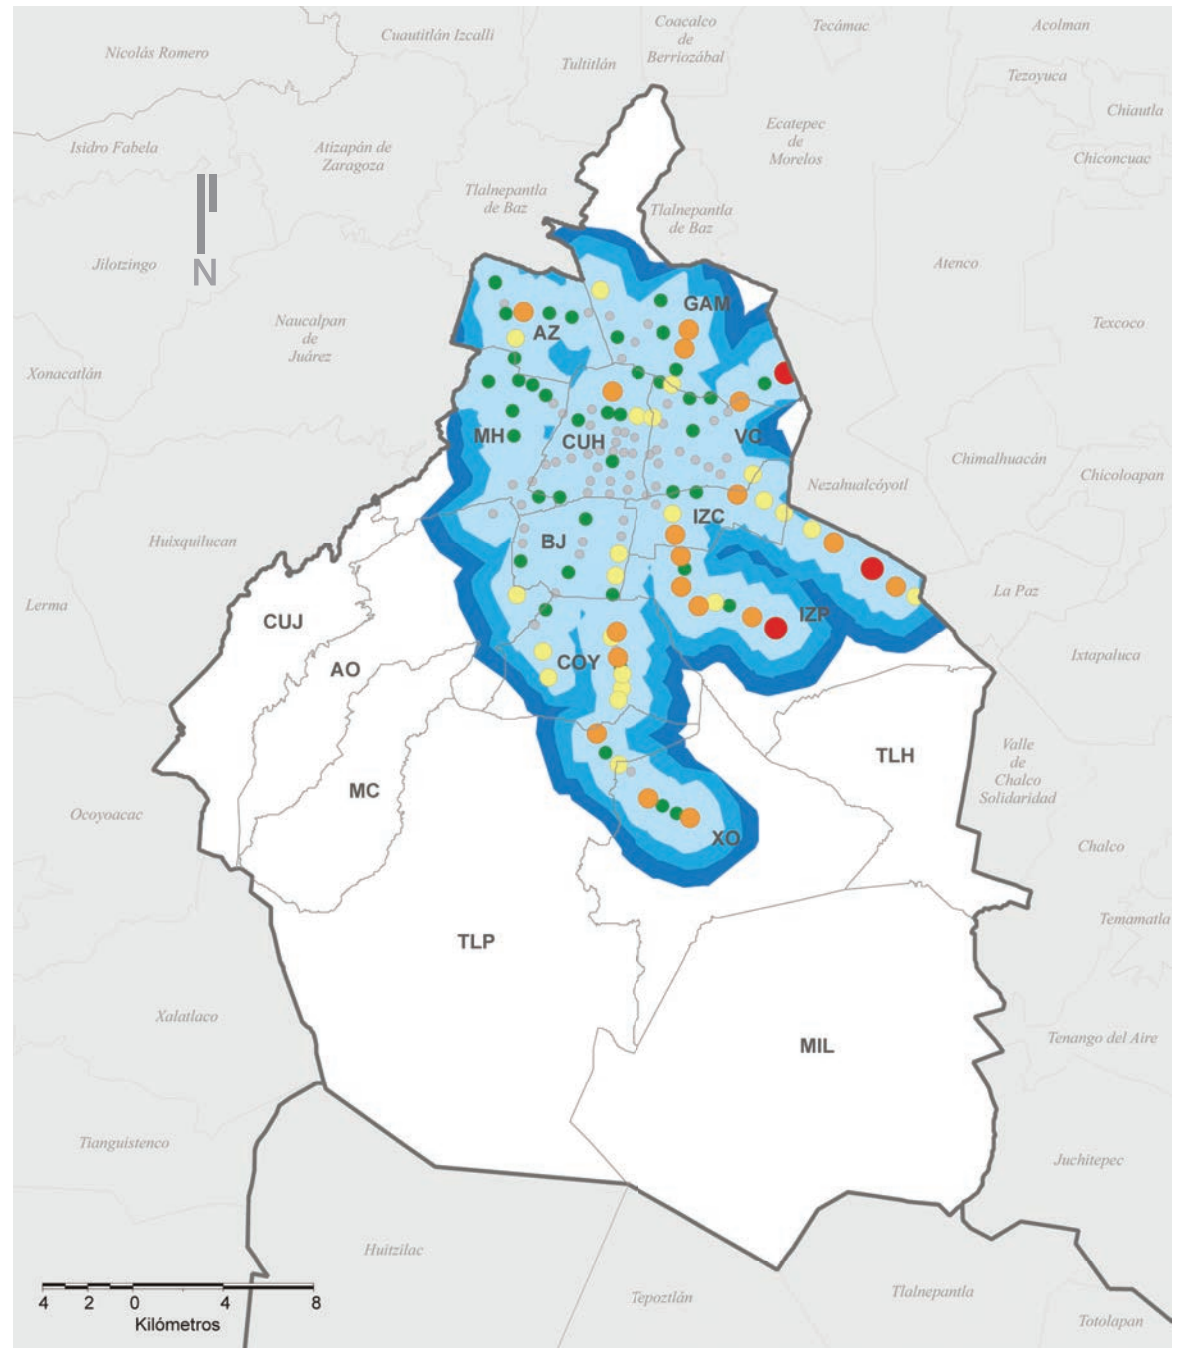 Coacalco
de
Berriozábal
Tecámac
Acolman
Cuautitlán Izcalli
Nicolás Romero
Tultitlán
Tezoyuca
Chiautla
Ecatepec
de
Morelos
Isidro Fabela
Atizapán de
Zaragoza
Chiconcuac
Tlalnepantla
de Baz
Tlalnepantla
de Baz
Jilotzingo
N
Atenco
GAM
Naucalpan
de
Juárez
AZ
Texcoco
Xonacatlán
MH
CUH
VC
Chimalhuacán
Chicoloapan
Nezahualcóyotl
IZC
Huixquilucan
BJ
La Paz
Lerma
CUJ
IZP
AO
COY
Ixtapaluca
TLH
Valle
de
Chalco
Solidaridad
MC
Ocoyoacac
XO
Chalco
Temamatla
TLP
Xalatlaco
MIL
Tenango del Aire
Tianguistenco
Juchitepec
Huitzilac
Tepoztlán
Tlalnepantla
Totolapan
4 2 0 4 8
Kilómetros